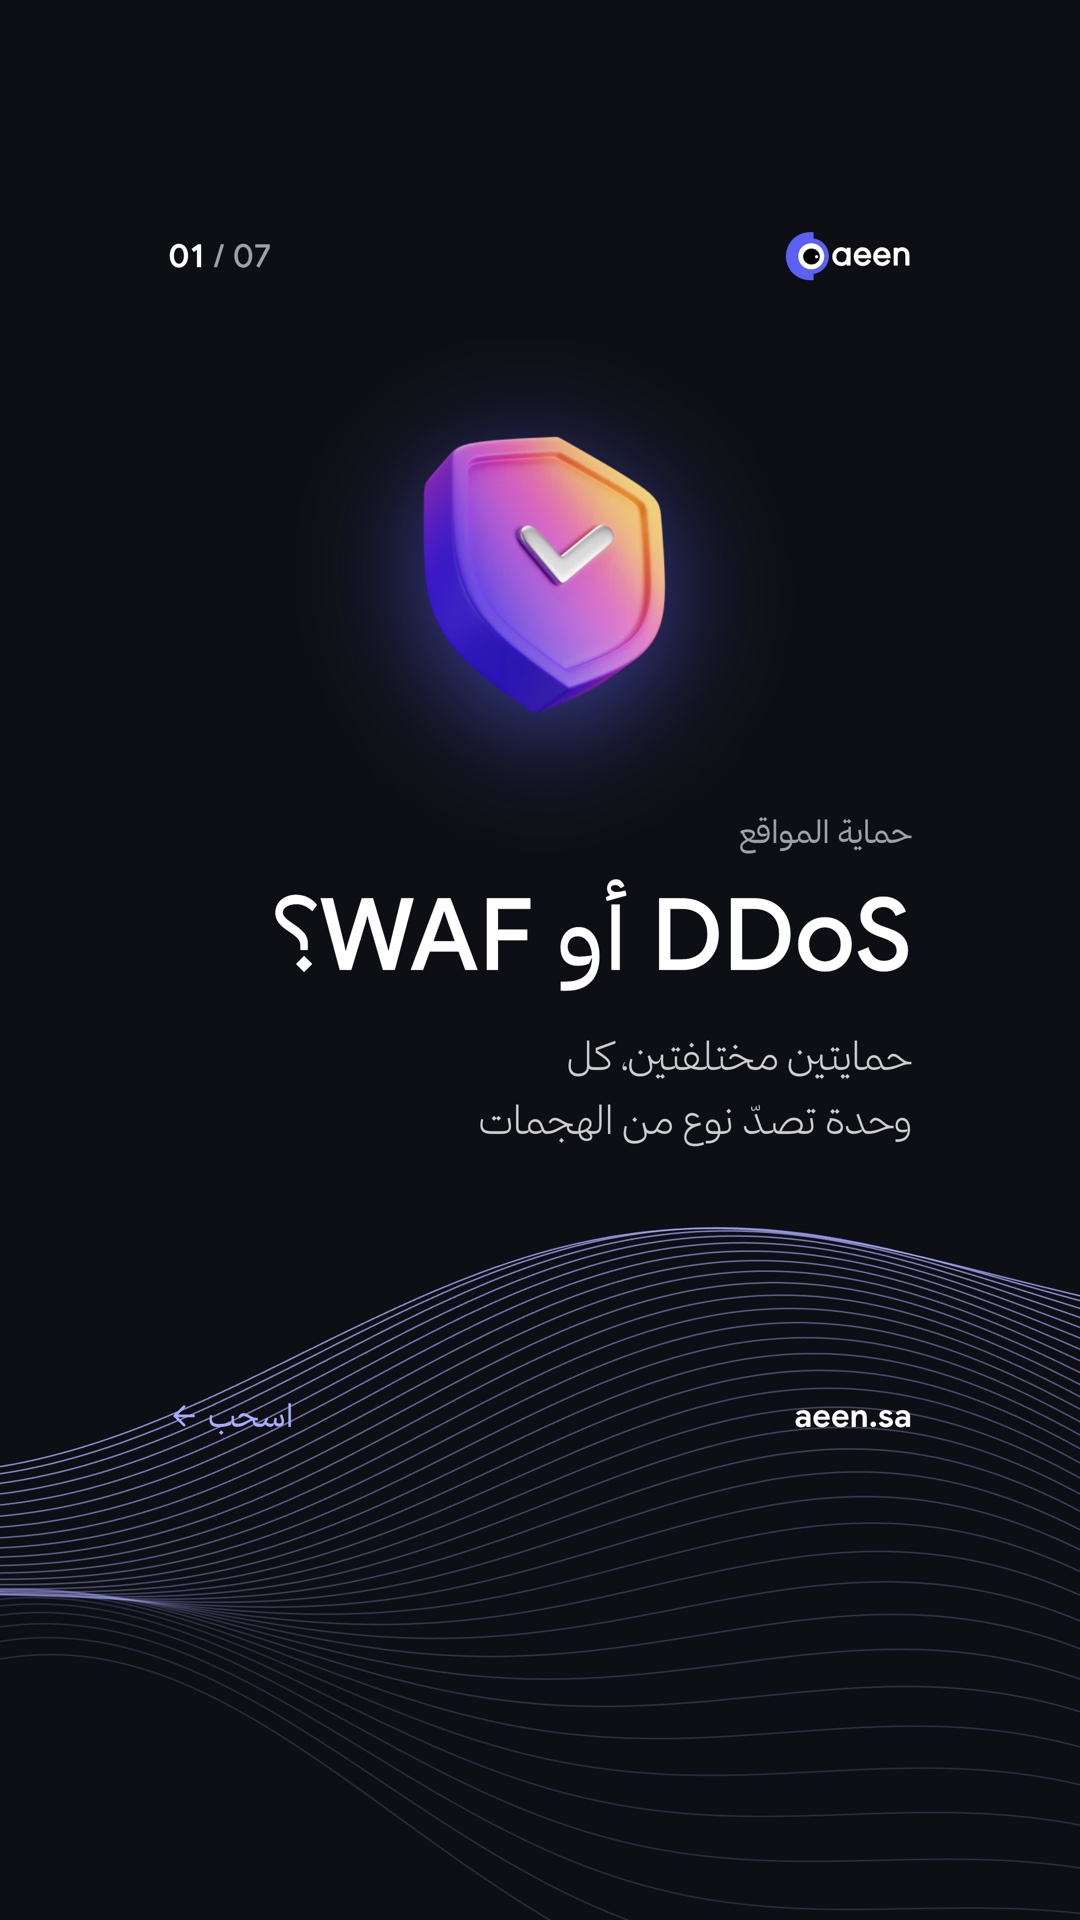 aeen
01 / 07
حماية المواقع
DDoS أو WAF؟
حمايتين مختلفتين، كل
وحدة تصدّ نوع من الهجمات
aeen.sa
اسحب ←